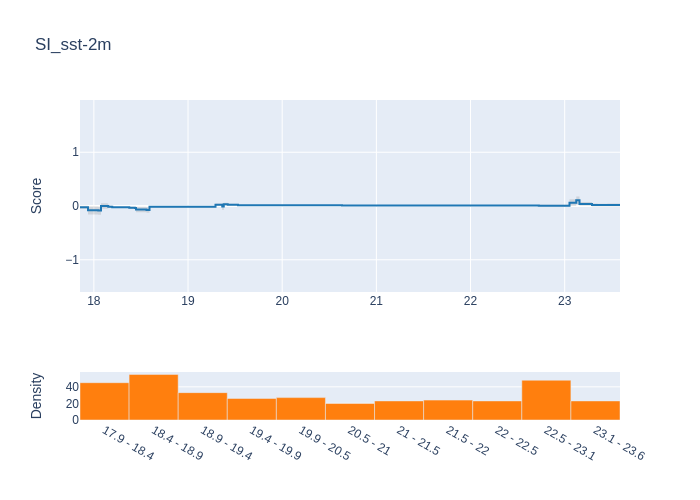 SI_sst-2m
Score
1
0
−1
18 19 20 21 22 23
Density
40
20
0
17.9 - 18.4
18.4 - 18.9
18.9 - 19.4
19.4 - 19.9
19.9 - 20.5
20.5 - 21
21 - 21.5
21.5 - 22
22 - 22.5
22.5 - 23.1
23.1 - 23.6